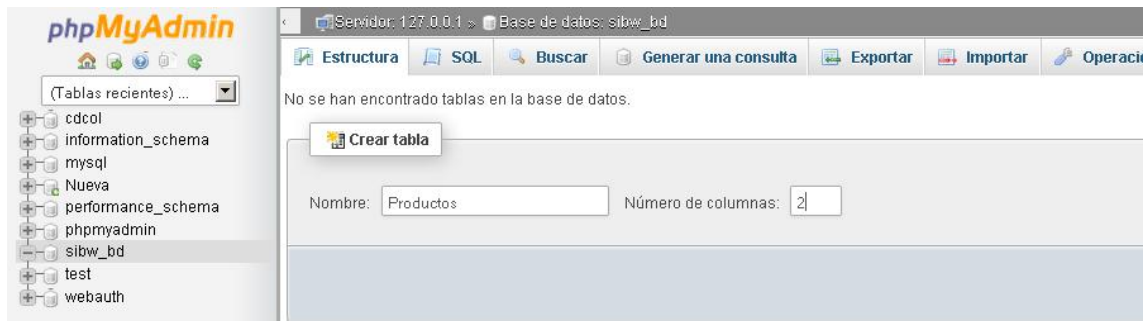 phpMyAdmin
(Tablas recientes) ...
cdcol
information_schema
mysql
Nueva
performance_schema
phpmyadmin
sibw_bd
test
webauth
Servidor: 127.0.0.1 » Base de datos: sibw_bd
Estructura SQL Buscar Generar una consulta Exportar Importar Operacio
No se han encontrado tablas en la base de datos.
Crear tabla
Nombre: Productos Número de columnas: 2